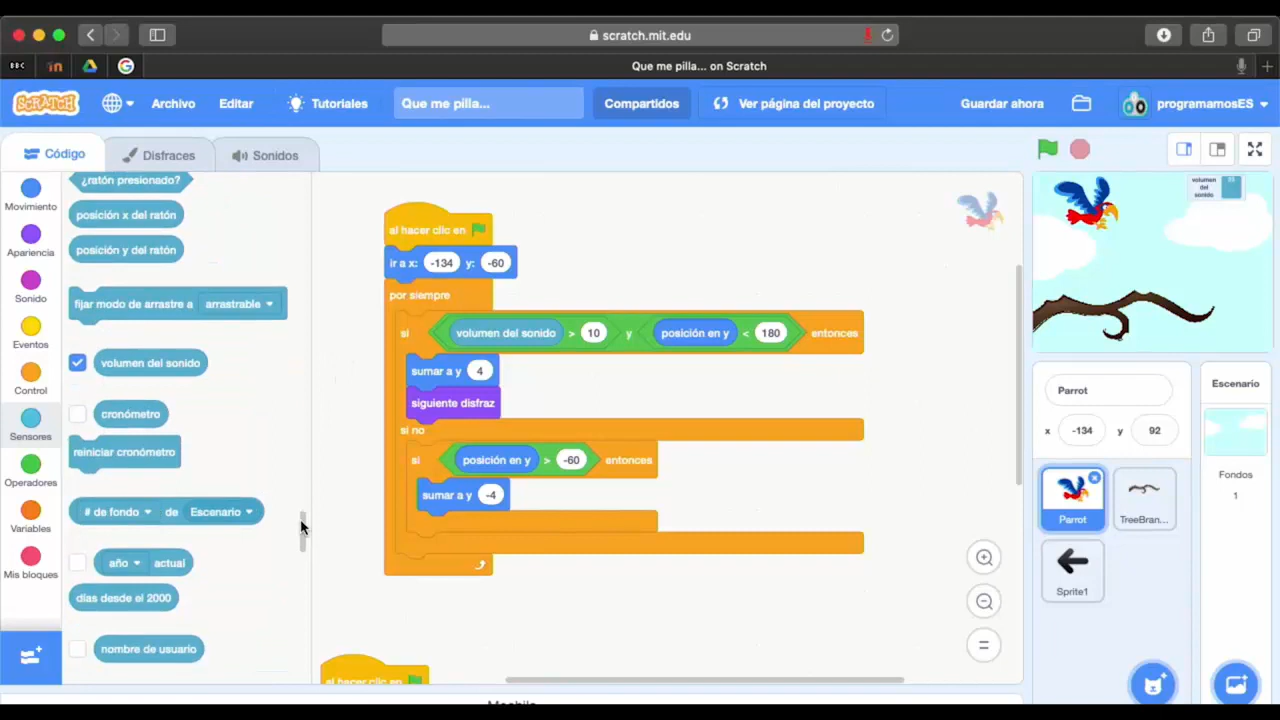 scratch.mit.edu
Que me pilla... on Scratch
SCRATCH
Archivo
Editar
Tutoriales
Que me pilla...
Compartidos
Ver página del proyecto
Guardar ahora
programamosES
Código
Disfraces
Sonidos
Movimiento
Apariencia
Sonido
Eventos
Control
Sensores
Operadores
Variables
Mis bloques
¿ratón presionado?
posición x del ratón
posición y del ratón
fijar modo de arrastre a arrastrable
volumen del sonido
cronómetro
reiniciar cronómetro
# de fondo de Escenario
año actual
días desde el 2000
nombre de usuario
al hacer clic en
ir a x: -134 y: -60
por siempre
si volumen del sonido > 10 y posición en y < 180 entonces
sumar a y 4
siguiente disfraz
si no
si posición en y > -60 entonces
sumar a y -4
al hacer clic en
volumen
del
sonido
Parrot
x -134 y 92
Parrot
TreeBran...
Sprite1
Escenario
Fondos
1
Mochila